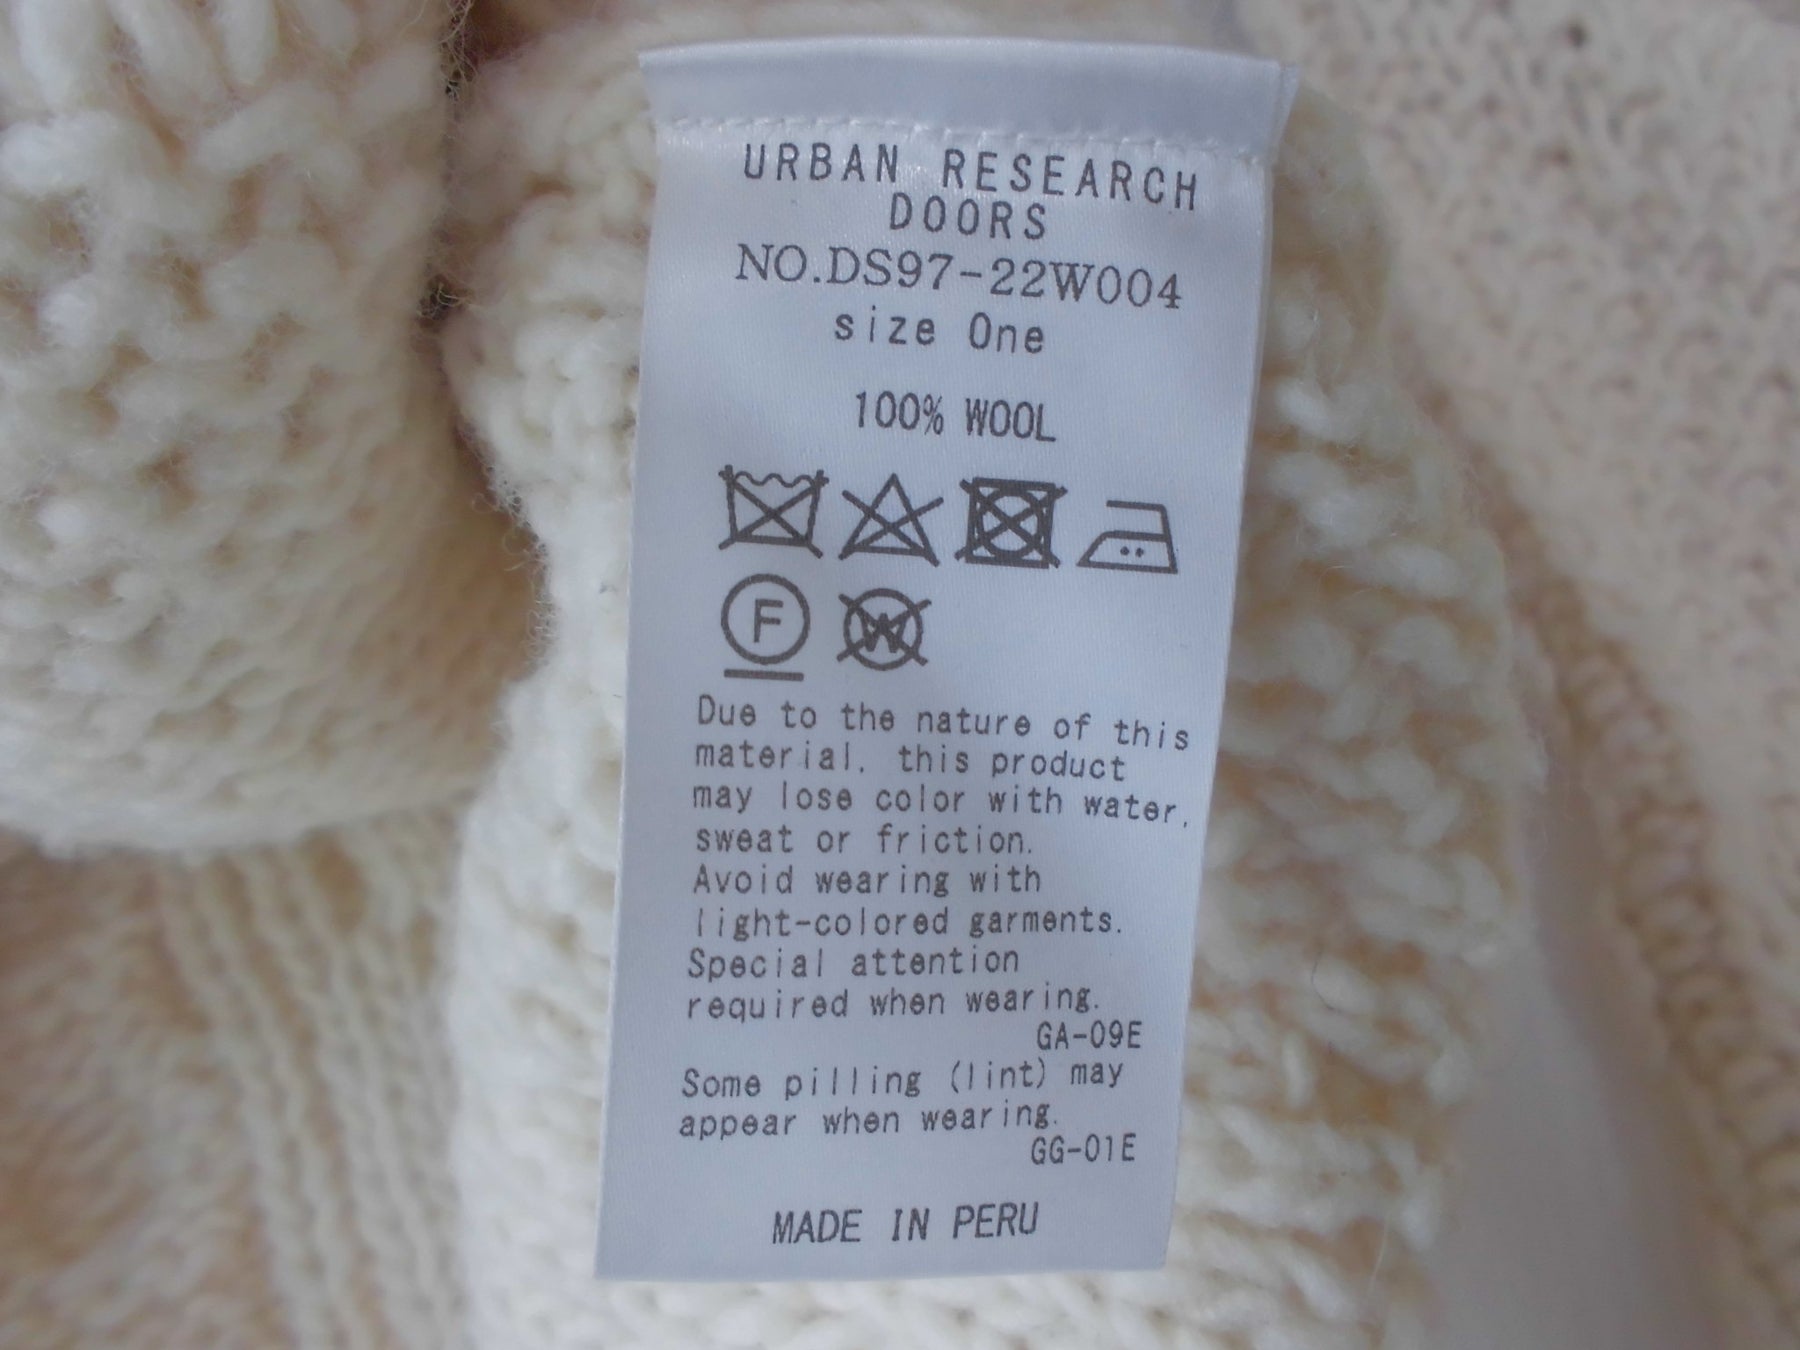 URBAN RESEARCH
DOORS
NO.DS97-22W004
size One
100% WOOL
F W
Due to the nature of this
material, this product
may lose color with water,
sweat or friction.
Avoid wearing with
light-colored garments.
Special attention
required when wearing.
GA-09E
Some pilling (lint) may
appear when wearing.
GG-01E
MADE IN PERU